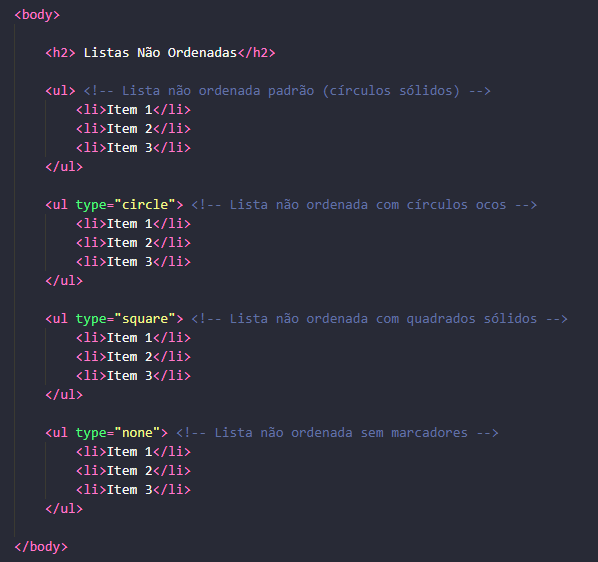 <body>
<h2> Listas Não Ordenadas</h2>
<ul> <!-- Lista não ordenada padrão (círculos sólidos) -->
<li>Item 1</li>
<li>Item 2</li>
<li>Item 3</li>
</ul>
<ul type="circle"> <!-- Lista não ordenada com círculos ocos -->
<li>Item 1</li>
<li>Item 2</li>
<li>Item 3</li>
</ul>
<ul type="square"> <!-- Lista não ordenada com quadrados sólidos -->
<li>Item 1</li>
<li>Item 2</li>
<li>Item 3</li>
</ul>
<ul type="none"> <!-- Lista não ordenada sem marcadores -->
<li>Item 1</li>
<li>Item 2</li>
<li>Item 3</li>
</ul>
</body>